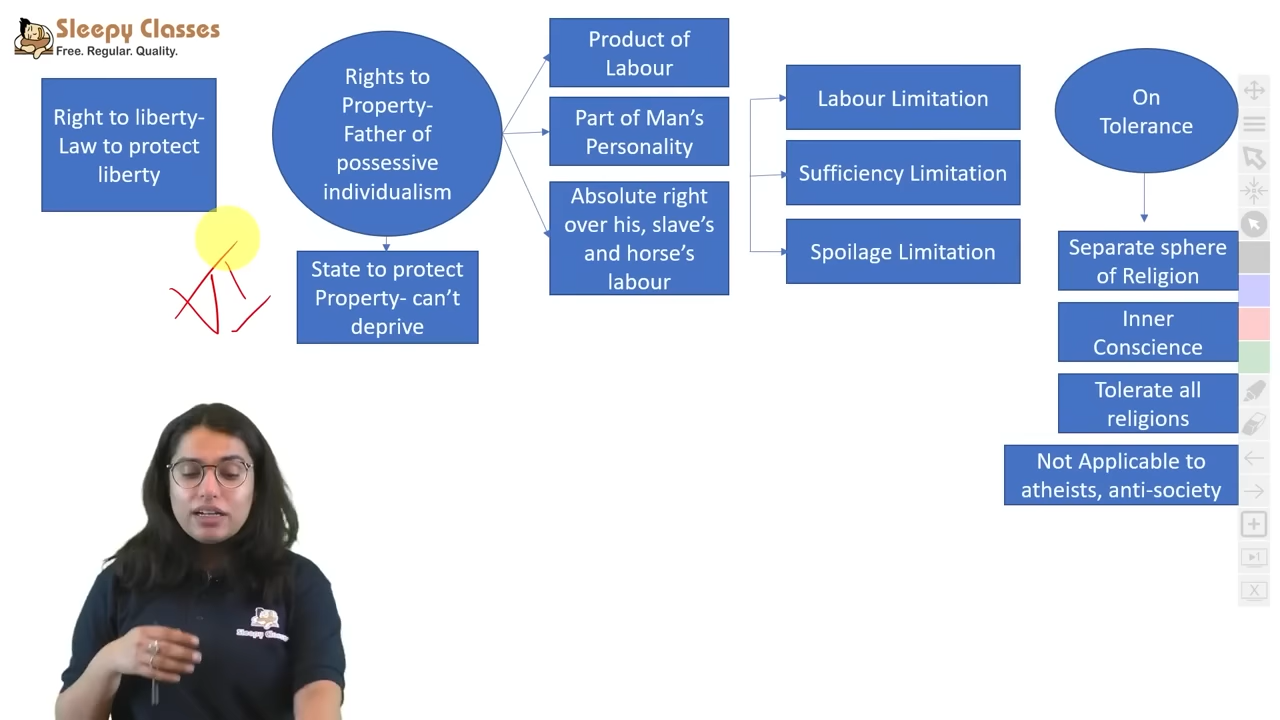 Sleepy Classes
Free. Regular. Quality.
Right to liberty-
Law to protect
liberty
Rights to
Property-
Father of
possessive
individualism
State to protect
Property- can't
deprive
Product of
Labour
Part of Man's
Personality
Absolute right
over his, slave's
and horse's
labour
Labour Limitation
Sufficiency Limitation
Spoilage Limitation
On
Tolerance
Separate sphere
of Religion
Inner
Conscience
Tolerate all
religions
Not Applicable to
atheists, anti-society
Sleepy Classes